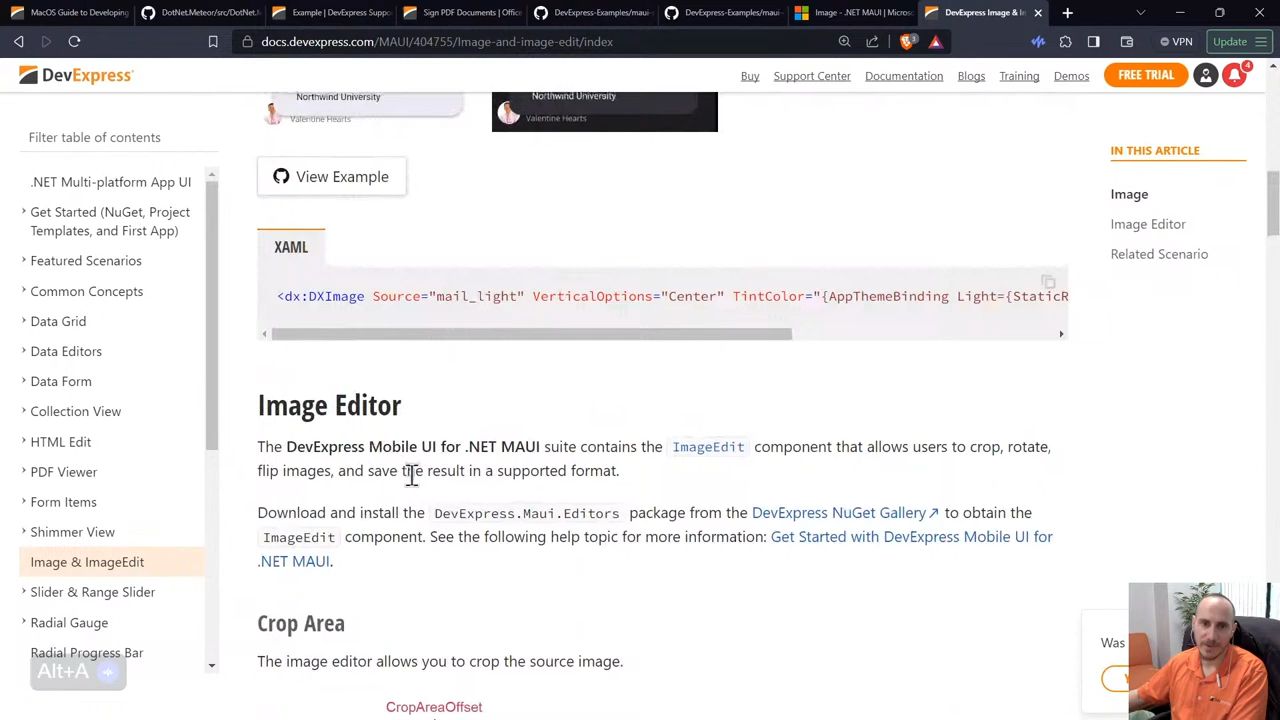 MacOS Guide to Developing
DotNet.Meteor/src/DotNet.M
Example | DevExpress Supp
Sign PDF Documents | Offic
DevExpress-Examples/maui-
DevExpress-Examples/maui-
Image - .NET MAUI | Micros
DevExpress Image & I
docs.devexpress.com/MAUI/404755/Image-and-image-edit/index
VPN
Update
DevExpress
Buy
Support Center
Documentation
Blogs
Training
Demos
FREE TRIAL
4
Northwind University
Valentine Hearts
Northwind University
Valentine Hearts
Filter table of contents
.NET Multi-platform App UI
Get Started (NuGet, Project
Templates, and First App)
Featured Scenarios
Common Concepts
Data Grid
Data Editors
Data Form
Collection View
HTML Edit
PDF Viewer
Form Items
Shimmer View
Image & ImageEdit
Slider & Range Slider
Radial Gauge
Radial Progress Bar
Alt+A
View Example
XAML
<dx:DXImage Source="mail_light" VerticalOptions="Center" TintColor="{AppThemeBinding Light={StaticR
Image Editor
The DevExpress Mobile UI for .NET MAUI suite contains the ImageEdit component that allows users to crop, rotate,
flip images, and save the result in a supported format.
Download and install the DevExpress.Maui.Editors package from the DevExpress NuGet Gallery to obtain the
ImageEdit component. See the following help topic for more information: Get Started with DevExpress Mobile UI for
.NET MAUI.
Crop Area
The image editor allows you to crop the source image.
CropAreaOffset
IN THIS ARTICLE
Image
Image Editor
Related Scenario
Was
Y